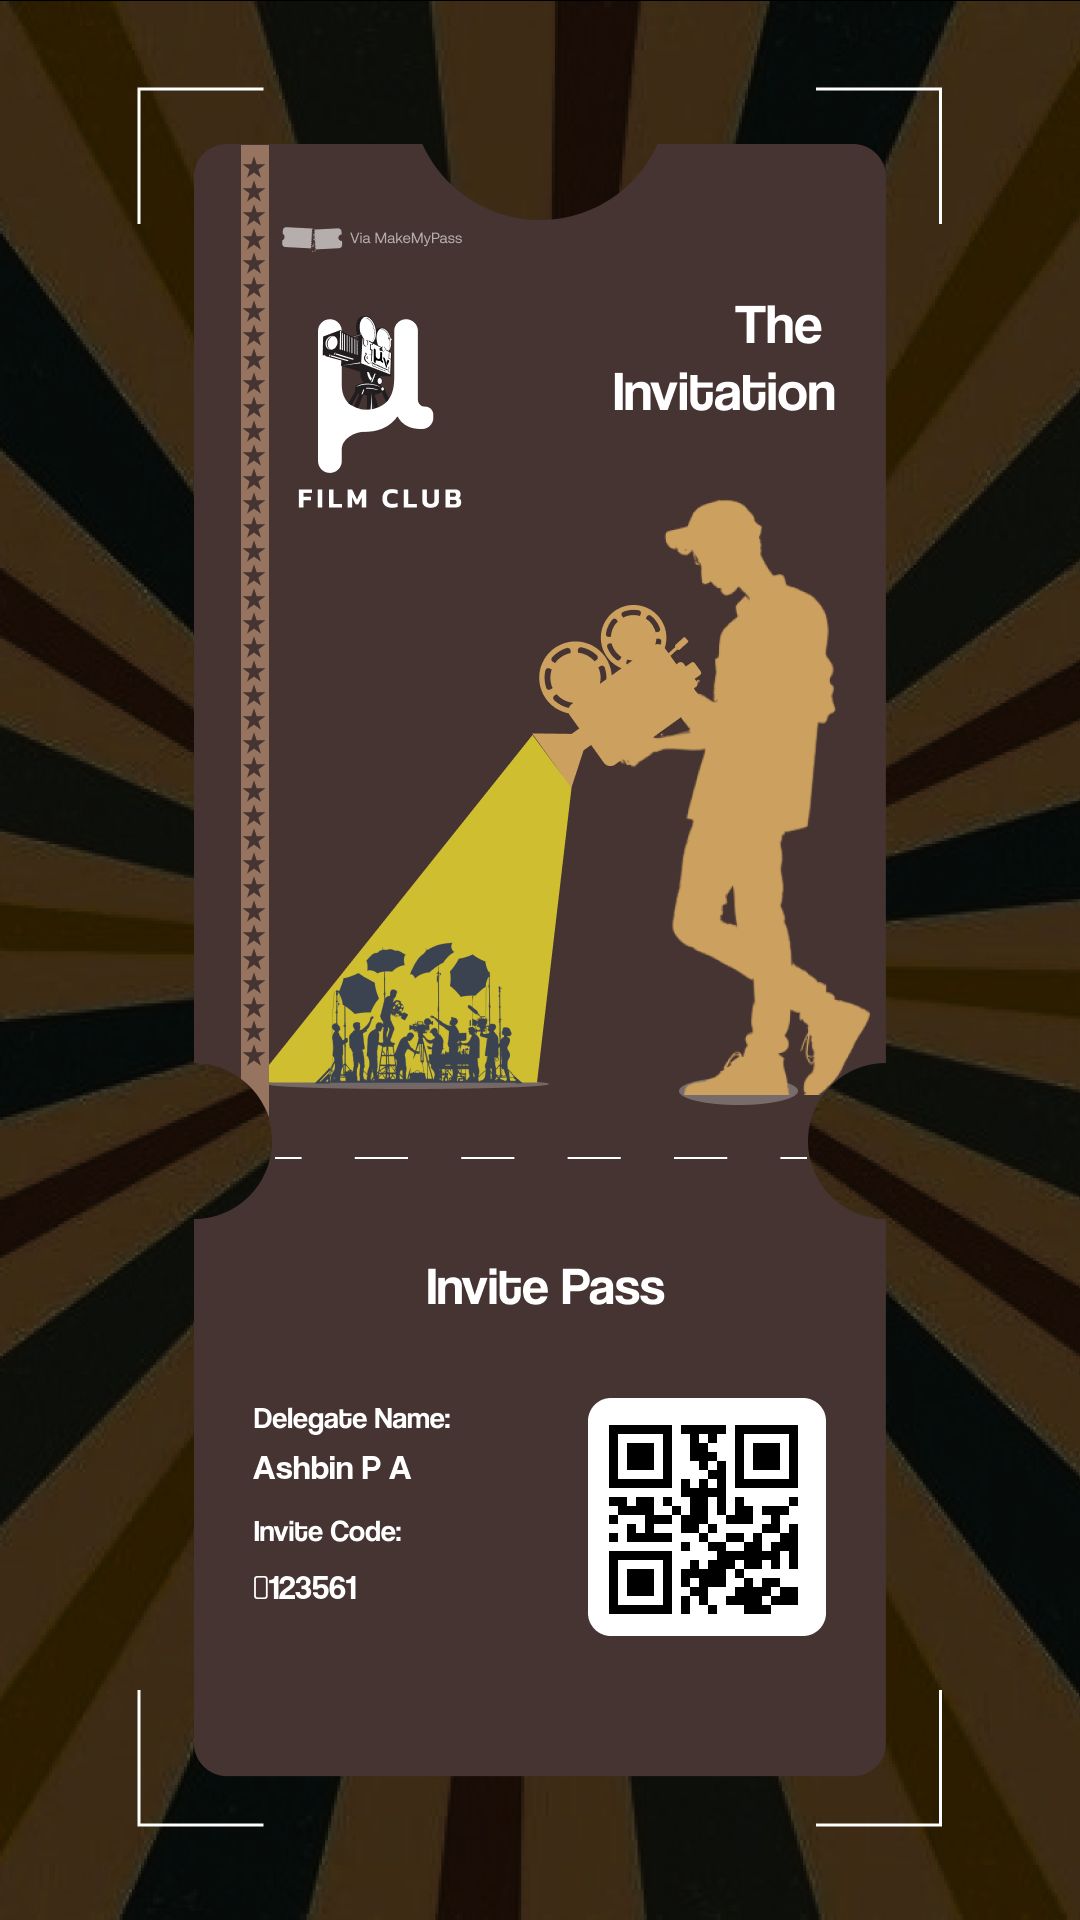 Via MakeMyPass
The
Invitation
µ
FILM CLUB
Invite Pass
Delegate Name:
Ashbin P A
Invite Code:
123561